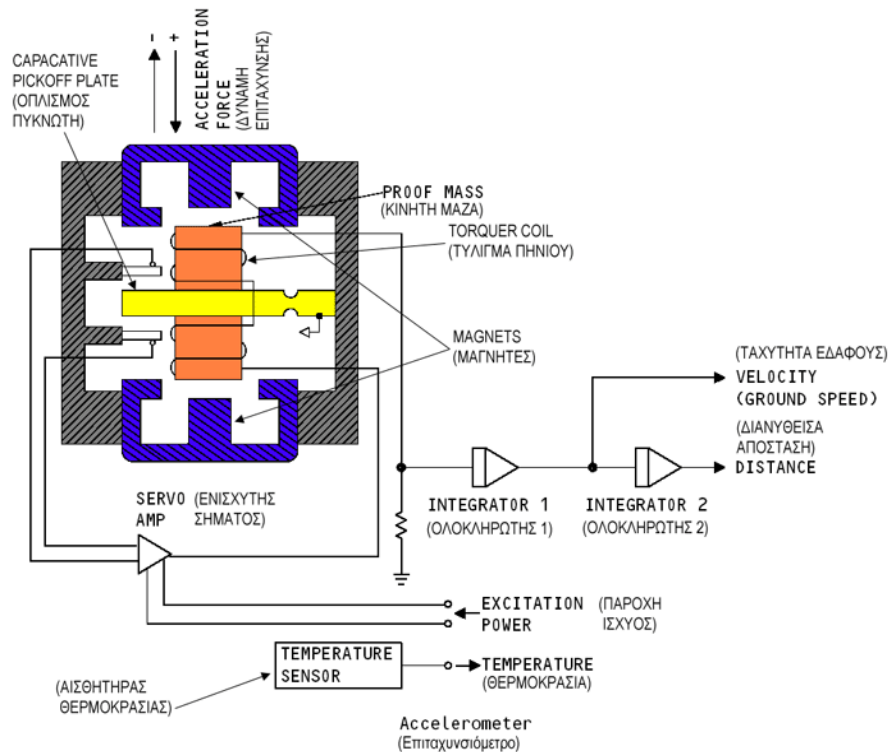 -
+
ACCELERATION
FORCE
(ΔΥΝΑΜΗ
ΕΠΙΤΑΧΥΝΣΗΣ)
CAPACATIVE
PICKOFF PLATE
(ΟΠΛΙΣΜΟΣ
ΠΥΚΝΩΤΗ)
PROOF MASS
(ΚΙΝΗΤΗ ΜΑΖΑ)
TORQUER COIL
(ΤΥΛΙΓΜΑ ΠΗΝΙΟΥ)
MAGNETS
(ΜΑΓΝΗΤΕΣ)
(ΤΑΧΥΤΗΤΑ ΕΔΑΦΟΥΣ)
VELOCITY
(GROUND SPEED)
(ΔΙΑΝΥΘΕΙΣΑ
ΑΠΟΣΤΑΣΗ)
DISTANCE
INTEGRATOR 1
(ΟΛΟΚΛΗΡΩΤΗΣ 1)
INTEGRATOR 2
(ΟΛΟΚΛΗΡΩΤΗΣ 2)
SERVO (ΕΝΙΣΧΥΤΗΣ
AMP ΣΗΜΑΤΟΣ)
EXCITATION (ΠΑΡΟΧΗ
POWER ΙΣΧΥΟΣ)
TEMPERATURE
SENSOR
TEMPERATURE
(ΘΕΡΜΟΚΡΑΣΙΑ)
(ΑΙΣΘΗΤΗΡΑΣ
ΘΕΡΜΟΚΡΑΣΙΑΣ)
Accelerometer
(Επιταχυνσιόμετρο)